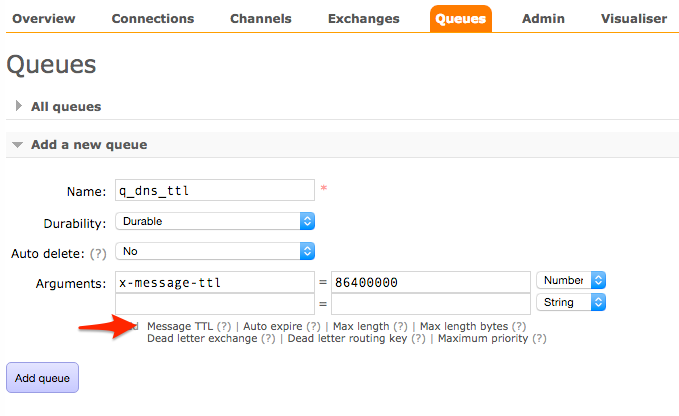 Overview Connections Channels Exchanges Queues Admin Visualiser
Queues
All queues
Add a new queue
Name: q_dns_ttl *
Durability: Durable
Auto delete: (?) No
Arguments: x-message-ttl = 86400000 Number
= String
Message TTL (?) | Auto expire (?) | Max length (?) | Max length bytes (?)
Dead letter exchange (?) | Dead letter routing key (?) | Maximum priority (?)
Add queue